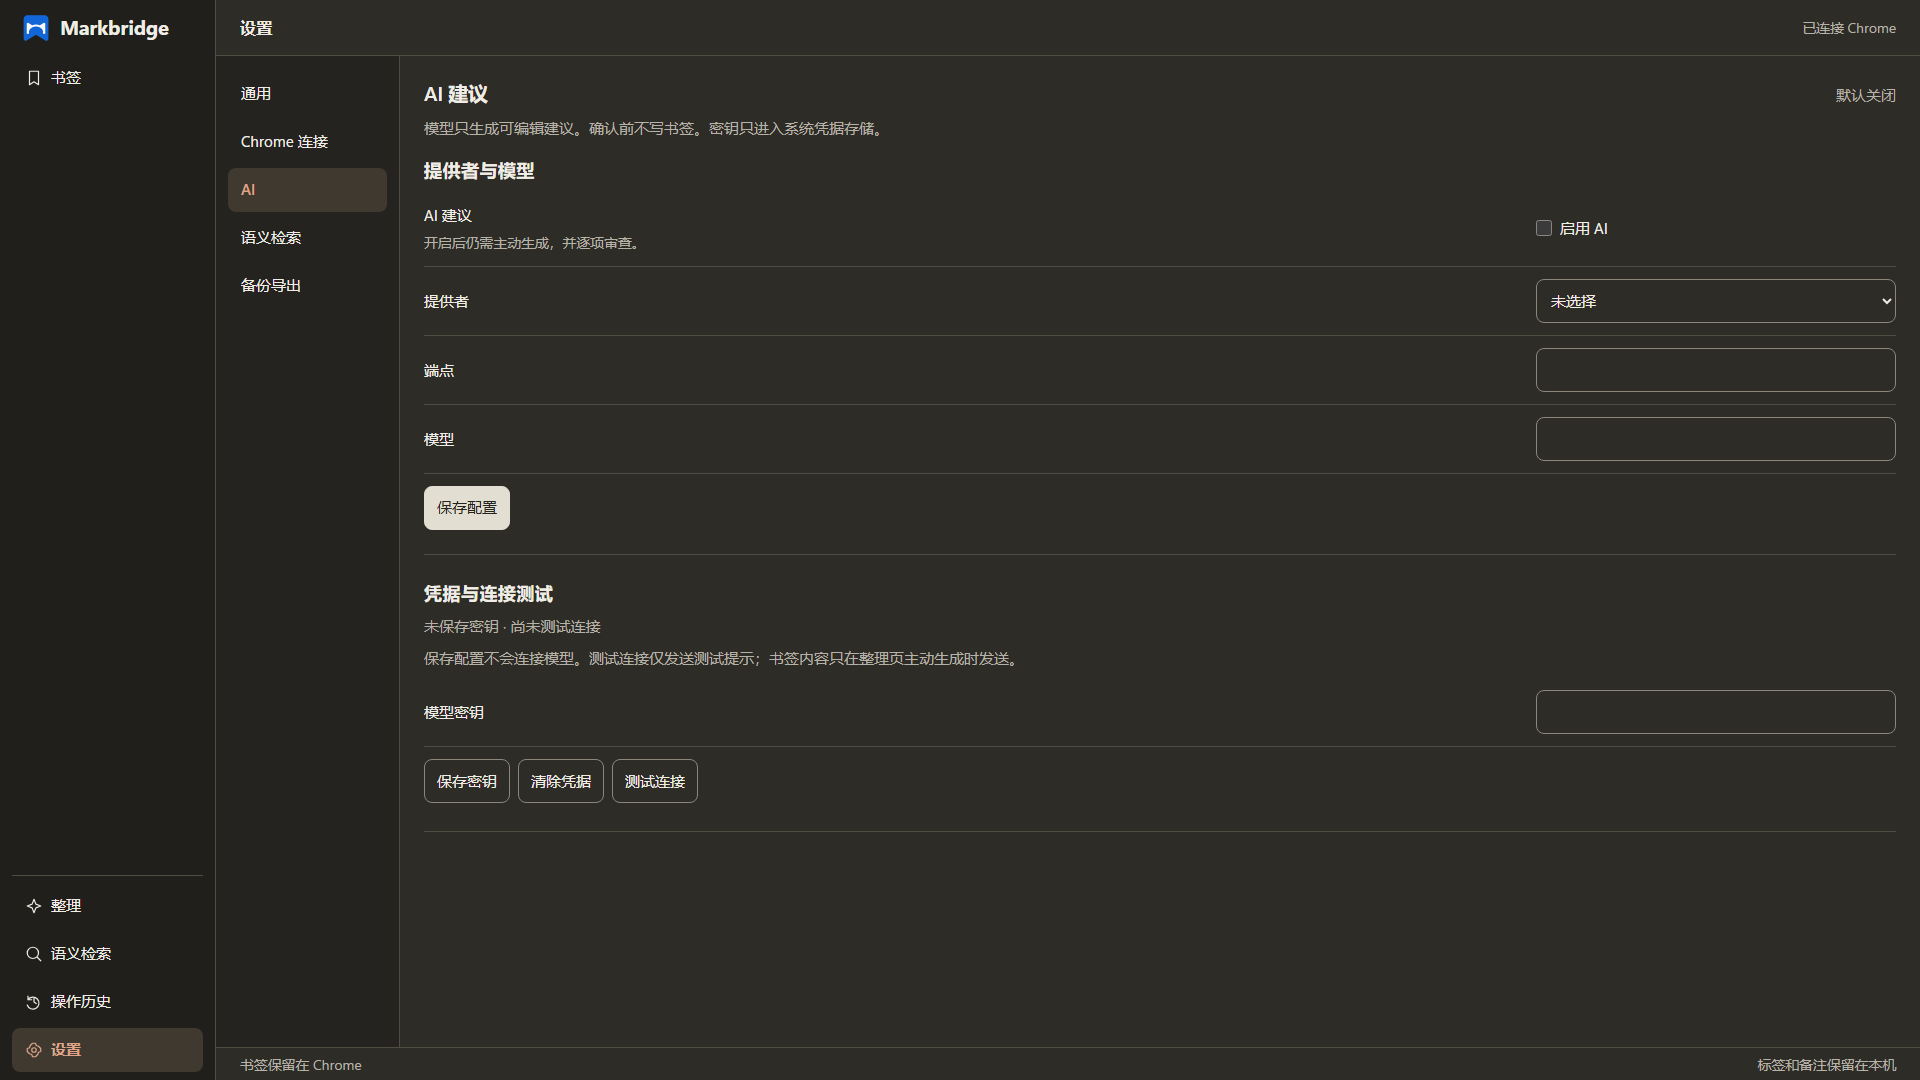 Markbridge
书签
整理
语义检索
操作历史
设置
设置
已连接 Chrome
通用
Chrome 连接
AI
语义检索
备份导出
AI 建议
默认关闭
模型只生成可编辑建议。确认前不写书签。密钥只进入系统凭据存储。
提供者与模型
AI 建议
开启后仍需主动生成，并逐项审查。
启用 AI
提供者
未选择
端点
模型
保存配置
凭据与连接测试
未保存密钥 · 尚未测试连接
保存配置不会连接模型。测试连接仅发送测试提示；书签内容只在整理页主动生成时发送。
模型密钥
保存密钥
清除凭据
测试连接
书签保留在 Chrome
标签和备注保留在本机